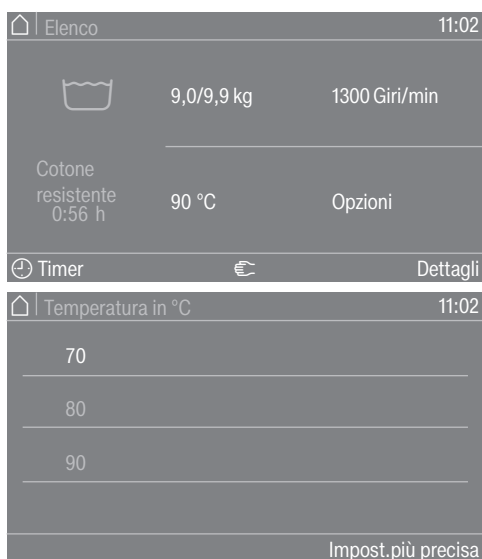 Elenco 11:02
9,0/9,9 kg 1300 Giri/min
Cotone
resistente
0:56 h
90 °C Opzioni
Timer Dettagli
Temperatura in °C 11:02
70
80
90
Impost.più precisa